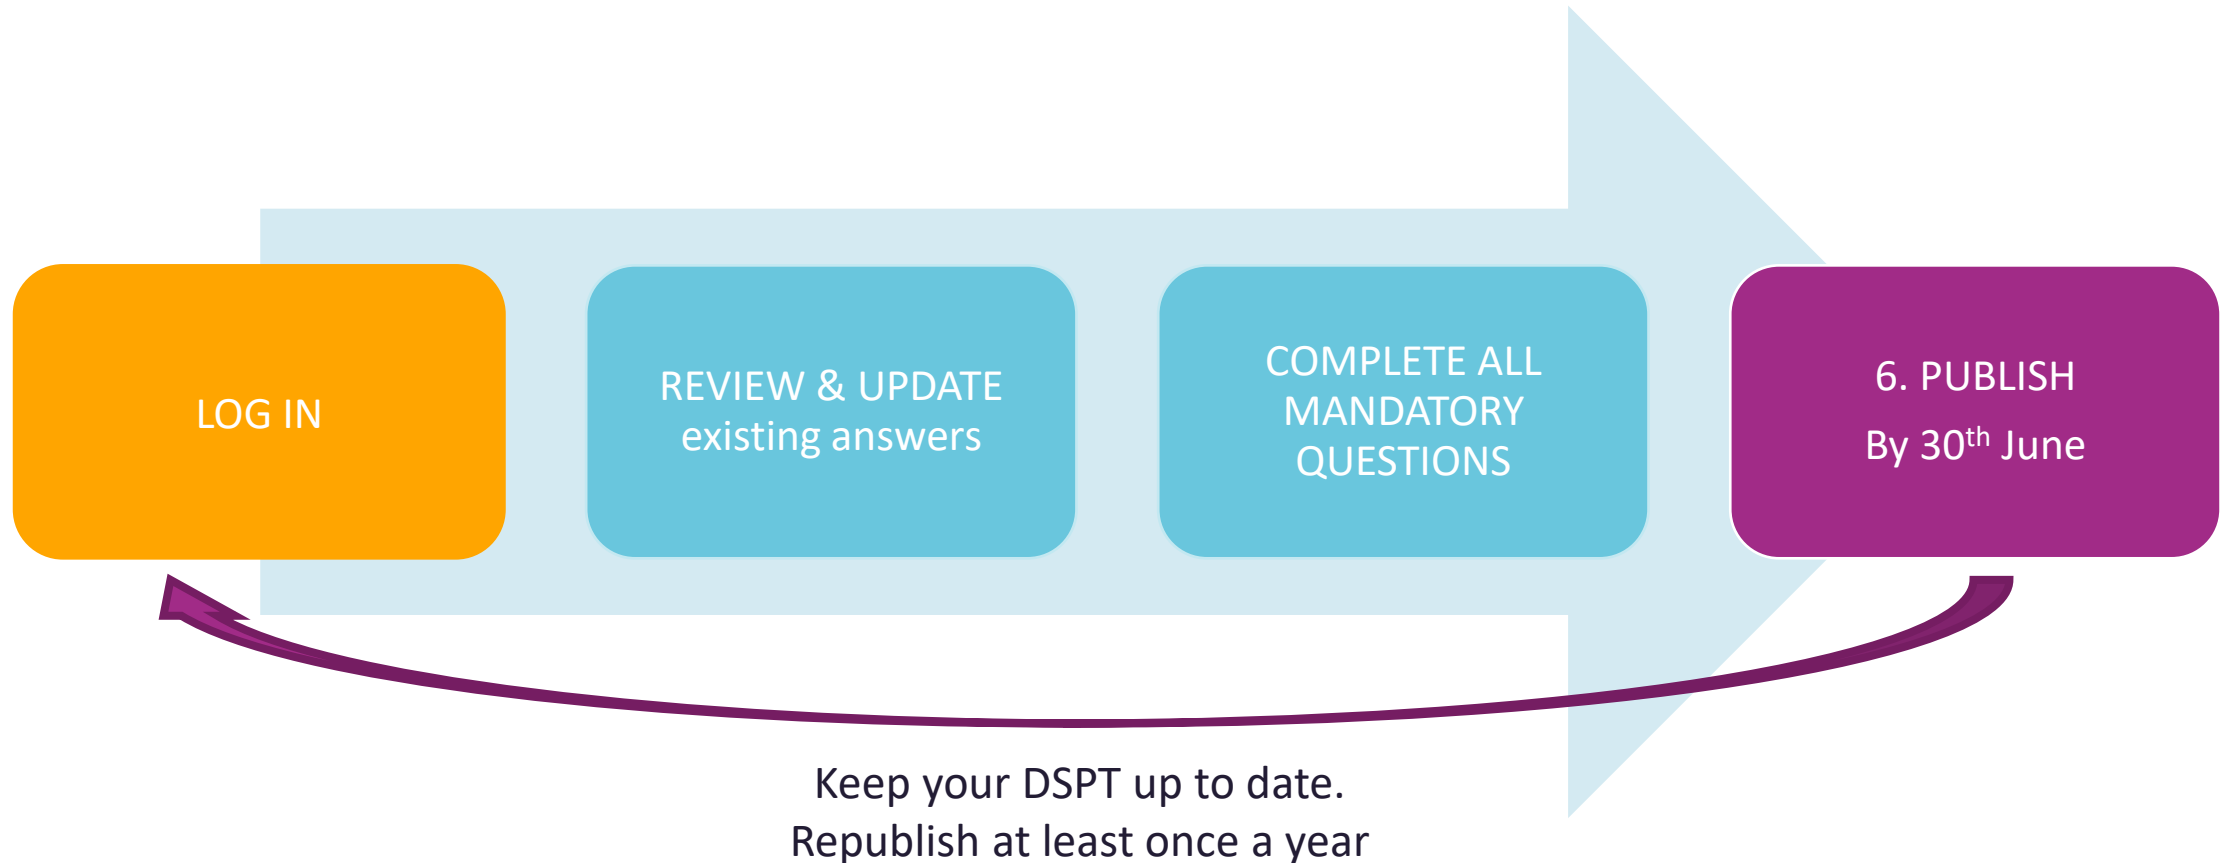 LOG IN
REVIEW & UPDATE
existing answers
COMPLETE ALL
MANDATORY
QUESTIONS
6. PUBLISH
By 30th June
Keep your DSPT up to date.
Republish at least once a year